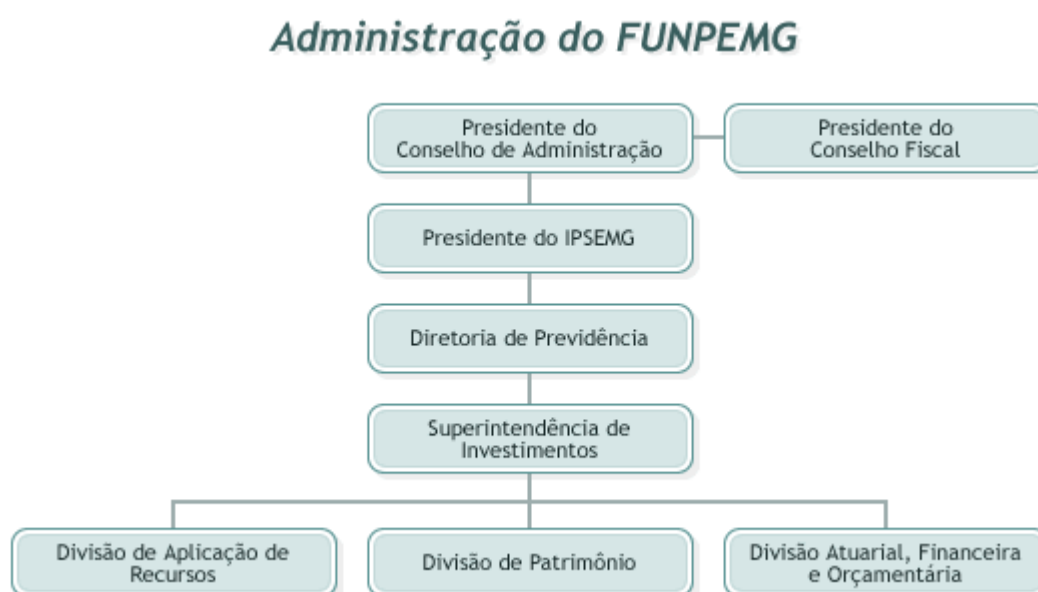 Administração do FUNPEMG
Presidente do
Conselho de Administração
Presidente do
Conselho Fiscal
Presidente do IPSEMG
Diretoria de Previdência
Superintendência de
Investimentos
Divisão de Aplicação de
Recursos
Divisão de Patrimônio
Divisão Atuarial, Financeira
e Orçamentária